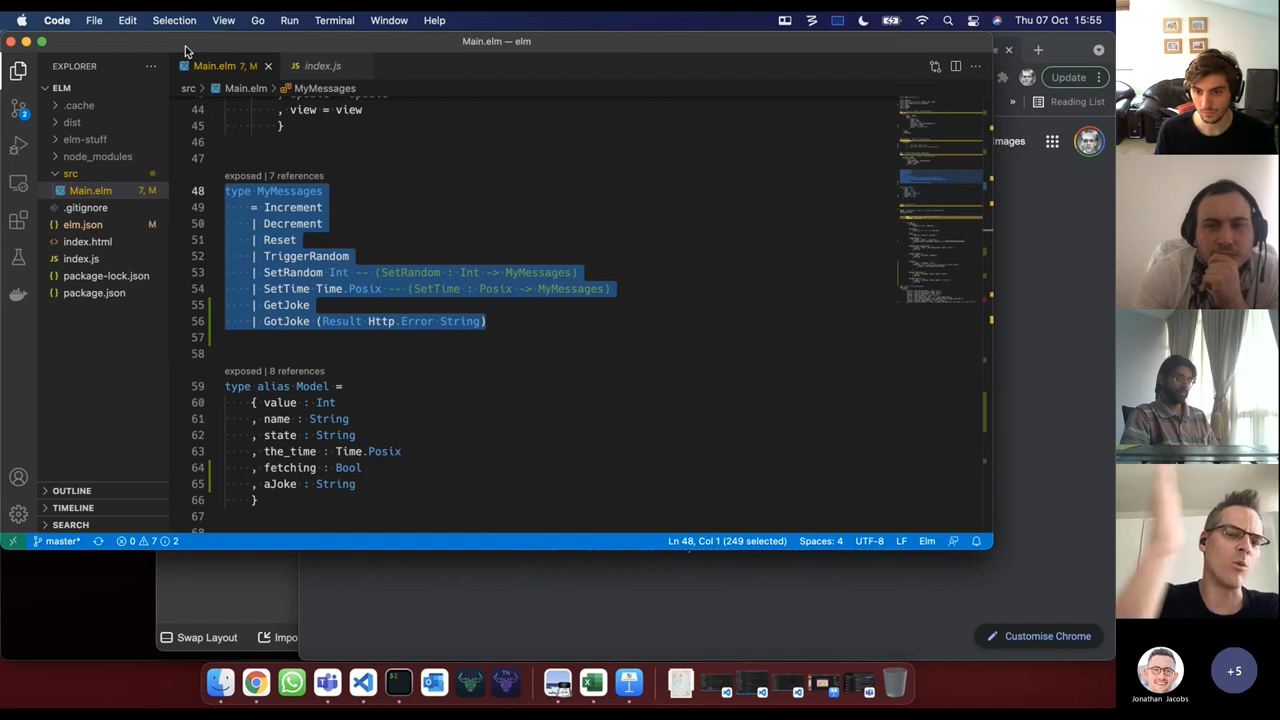 Code File Edit Selection View Go Run Terminal Window Help Thu 07 Oct 15:55
Main.elm — elm
EXPLORER
Main.elm 7, M
JS index.js
Update
src > Main.elm > MyMessages
Reading List
ELM
.cache
dist
elm-stuff
node_modules
src
Main.elm 7, M
.gitignore
elm.json M
index.html
index.js
package-lock.json
package.json
OUTLINE
TIMELINE
SEARCH
44 , view = view
45 }
46
47
exposed | 7 references
48 type MyMessages
49 = Increment
50 | Decrement
51 | Reset
52 | TriggerRandom
53 | SetRandom Int -- (SetRandom : Int -> MyMessages)
54 | SetTime Time.Posix -- (SetTime : Posix -> MyMessages)
55 | GetJoke
56 | GotJoke (Result Http.Error String)
57
58
exposed | 8 references
59 type alias Model =
60 { value : Int
61 , name : String
62 , state : String
63 , the_time : Time.Posix
64 , fetching : Bool
65 , aJoke : String
66 }
67
mages
master* 0 7 2 Ln 48, Col 1 (249 selected) Spaces: 4 UTF-8 LF Elm
Swap Layout
Impo
Customise Chrome
Jonathan Jacobs
+5